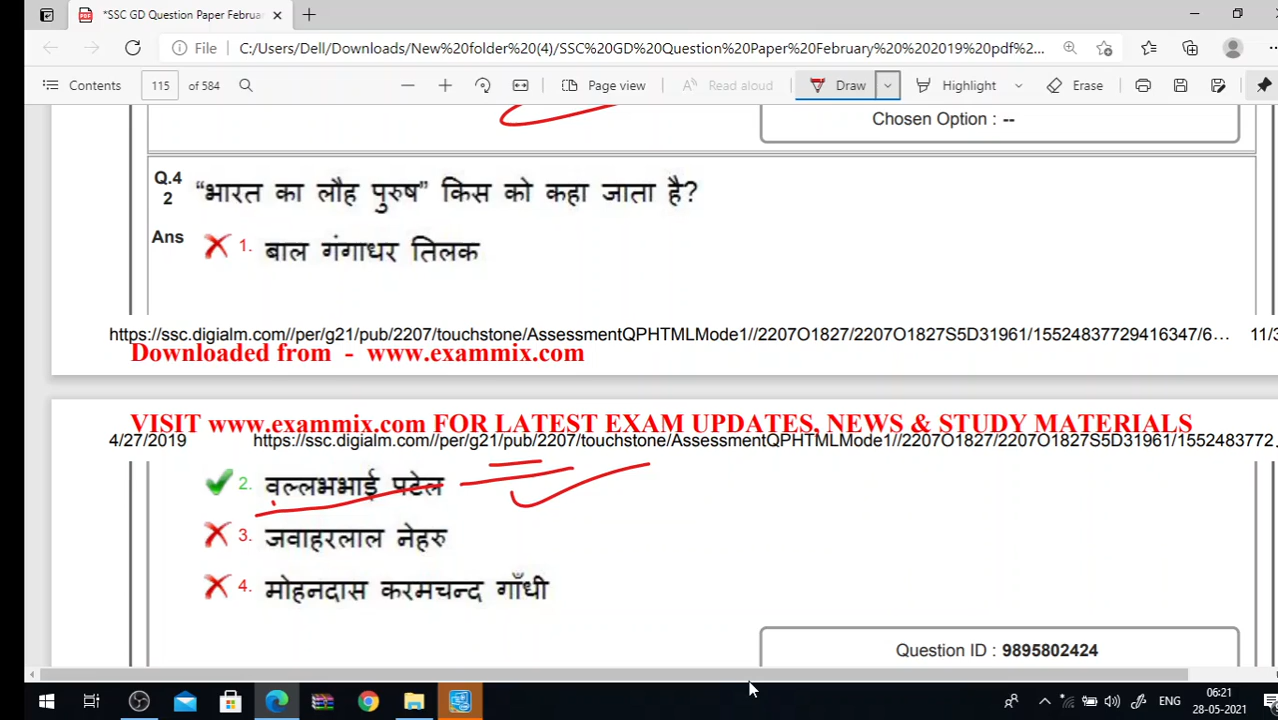 *SSC GD Question Paper Februar
File C:/Users/Dell/Downloads/New%20folder%20(4)/SSC%20GD%20Question%20Paper%20February%20%202019%20pdf%...
Contents 115 of 584 Page view Read aloud Draw Highlight Erase
Chosen Option : --
Q.4
2 “भारत का लौह पुरुष” किस को कहा जाता है?
Ans 1. बाल गंगाधर तिलक
https://ssc.digialm.com//per/g21/pub/2207/touchstone/AssessmentQPHTMLMode1//2207O1827/2207O1827S5D31961/15524837729416347/6… 11/3
Downloaded from - www.exammix.com
VISIT www.exammix.com FOR LATEST EXAM UPDATES, NEWS & STUDY MATERIALS
4/27/2019 https://ssc.digialm.com//per/g21/pub/2207/touchstone/AssessmentQPHTMLMode1//2207O1827/2207O1827S5D31961/1552483772
2. वल्लभभाई पटेल
3. जवाहरलाल नेहरु
4. मोहनदास करमचन्द गाँधी
Question ID : 9895802424
ENG 06:21
28-05-2021